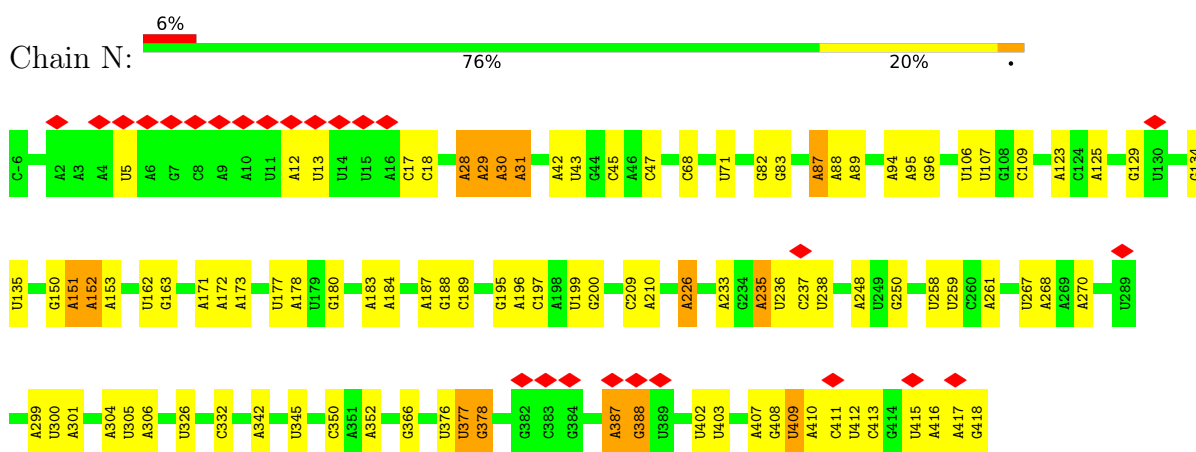 6%
Chain N:
76% 20% •
C-6 A2 A3 A4 U5 A6 G7 C8 A9 A10 U11 A12 U13 U14 U15 A16 C17 C18 A28 A29 A30 A31 A42 U43 G44 C45 A46 C47 C68 U71 G82 G83 A87 A88 A89 A94 A95 G96 U106 U107 G108 C109 A123 C124 A125 G129 U130
U135 G150 A151 A152 A153 U162 G163 A171 A172 A173 U177 A178 U179 G180 A183 A184 A187 G188 C189 G195 A196 C197 A198 U199 G200 C209 A210 A226 A233 G234 A235 U236 C237 U238 A248 U249 G250 U258 U259 C260 A261 U267 A268 A269 A270 U289
A299 U300 A301 A304 U305 A306 U326 C332 A342 U345 C350 A351 A352 G366 U376 U377 G378 G382 C383 G384 A387 G388 U389 U402 U403 A407 G408 U409 A410 C411 U412 C413 G414 U415 A416 A417 G418